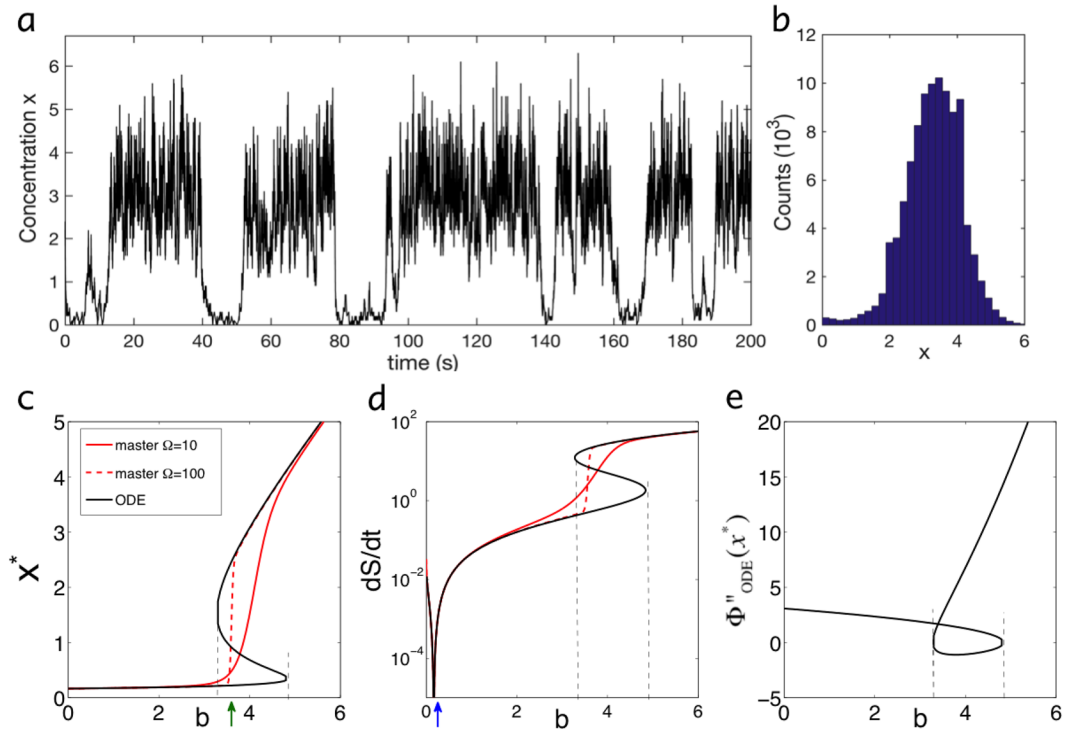 a
Concentration x
6
5
4
3
2
1
0
0 20 40 60 80 100 120 140 160 180 200
time (s)
b
Counts (10³)
12
10
8
6
4
2
0
0 2 4 6
x
c
X*
5
4
3
2
1
0
master Ω=10
master Ω=100
ODE
0 2 4 6
b
d
dS/dt
10²
10⁰
10⁻²
10⁻⁴
0 2 4 6
b
e
Φ''ODE(x*)
20
15
10
5
0
-5
0 2 4 6
b